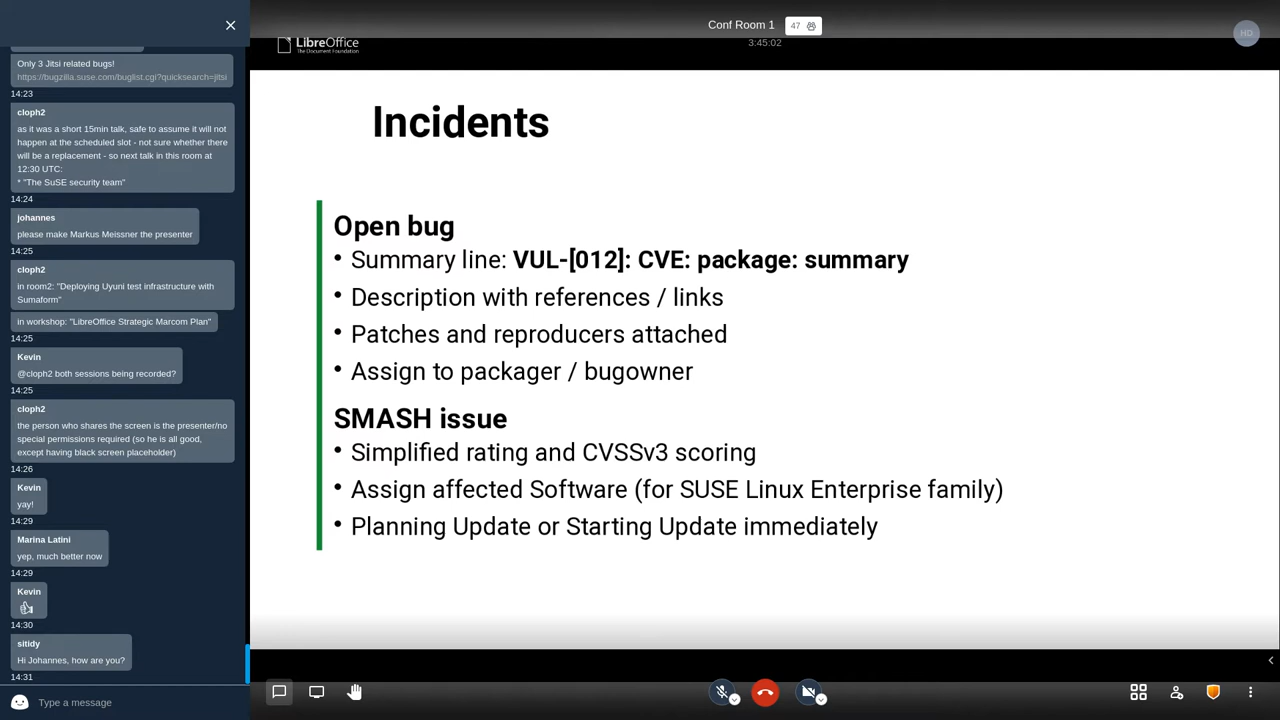 Only 3 Jitsi related bugs!
https://bugzilla.suse.com/buglist.cgi?quicksearch=jitsi
14:23
cloph2
as it was a short 15min talk, safe to assume it will not
happen at the scheduled slot - not sure whether there
will be a replacement - so next talk in this room at
12:30 UTC:
* "The SuSE security team"
14:24
johannes
please make Markus Meissner the presenter
14:25
cloph2
in room2: "Deploying Uyuni test infrastructure with
Sumaform"
in workshop: "LibreOffice Strategic Marcom Plan"
14:25
Kevin
@cloph2 both sessions being recorded?
14:25
cloph2
the person who shares the screen is the presenter/no
special permissions required (so he is all good,
except having black screen placeholder)
14:26
Kevin
yay!
14:29
Marina Latini
yep, much better now
14:29
Kevin
14:30
sitidy
Hi Johannes, how are you?
14:31
Type a message
Conf Room 1
47
3:45:02
HD
LibreOffice
The Document Foundation
Incidents
Open bug
• Summary line: VUL-[012]: CVE: package: summary
• Description with references / links
• Patches and reproducers attached
• Assign to packager / bugowner
SMASH issue
• Simplified rating and CVSSv3 scoring
• Assign affected Software (for SUSE Linux Enterprise family)
• Planning Update or Starting Update immediately